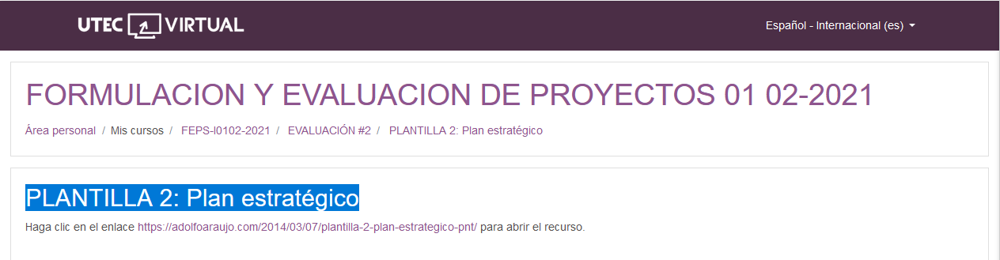 UTEC VIRTUAL
Español - Internacional (es)
FORMULACION Y EVALUACION DE PROYECTOS 01 02-2021
Área personal / Mis cursos / FEPS-I0102-2021 / EVALUACIÓN #2 / PLANTILLA 2: Plan estratégico
PLANTILLA 2: Plan estratégico
Haga clic en el enlace https://adolfoaraujo.com/2014/03/07/plantilla-2-plan-estrategico-pnt/ para abrir el recurso.